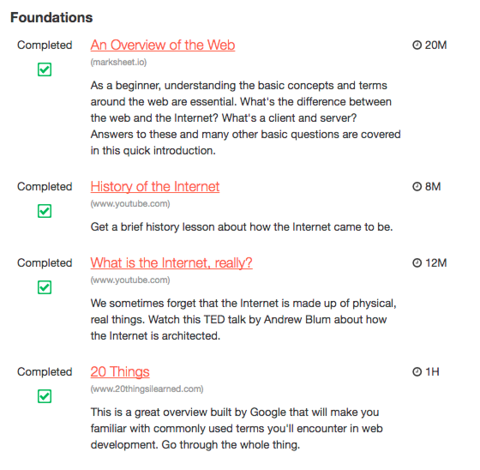 Foundations
Completed
An Overview of the Web
20M
(marksheet.io)
As a beginner, understanding the basic concepts and terms
around the web are essential. What's the difference between
the web and the Internet? What's a client and server?
Answers to these and many other basic questions are covered
in this quick introduction.
Completed
History of the Internet
8M
(www.youtube.com)
Get a brief history lesson about how the Internet came to be.
Completed
What is the Internet, really?
12M
(www.youtube.com)
We sometimes forget that the Internet is made up of physical,
real things. Watch this TED talk by Andrew Blum about how
the Internet is architected.
Completed
20 Things
1H
(www.20thingsilearned.com)
This is a great overview built by Google that will make you
familiar with commonly used terms you'll encounter in web
development. Go through the whole thing.